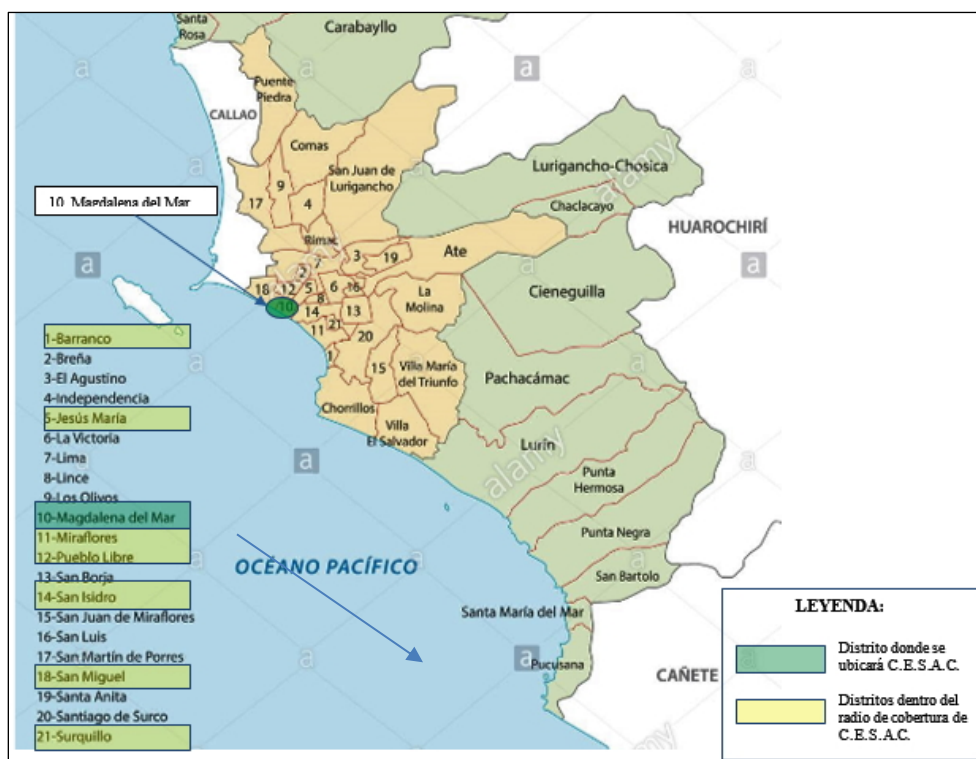 Santa
Rosa
Carabayllo
Puente
Piedra
CALLAO
Comas
San Juan de
Lurigancho
Lurigancho-Chosica
Chaclacayo
HUAROCHIRÍ
9
17
4
10 Magdalena del Mar
Rimac
7
3
19
Ate
2
18
12
5
6
16
8
La
Molina
Cieneguilla
10
14
13
11
21
20
1
15
Villa María
del Triunfo
Pachacámac
Chorrillos
Villa
El Salvador
Lurín
Punta
Hermosa
Punta Negra
San Bartolo
Santa María del Mar
Pucusana
CAÑETE
OCÉANO PACÍFICO
1-Barranco
2-Breña
3-El Agustino
4-Independencia
5-Jesús María
6-La Victoria
7-Lima
8-Lince
9-Los Olivos
10-Magdalena del Mar
11-Miraflores
12-Pueblo Libre
13-San Borja
14-San Isidro
15-San Juan de Miraflores
16-San Luis
17-San Martín de Porres
18-San Miguel
19-Santa Anita
20-Santiago de Surco
21-Surquillo
LEYENDA:
Distrito donde se
ubicará C.E.S.A.C.
Distritos dentro del
radio de cobertura de
C.E.S.A.C.
a
a
a
a
a
alamy
alamy
alamy